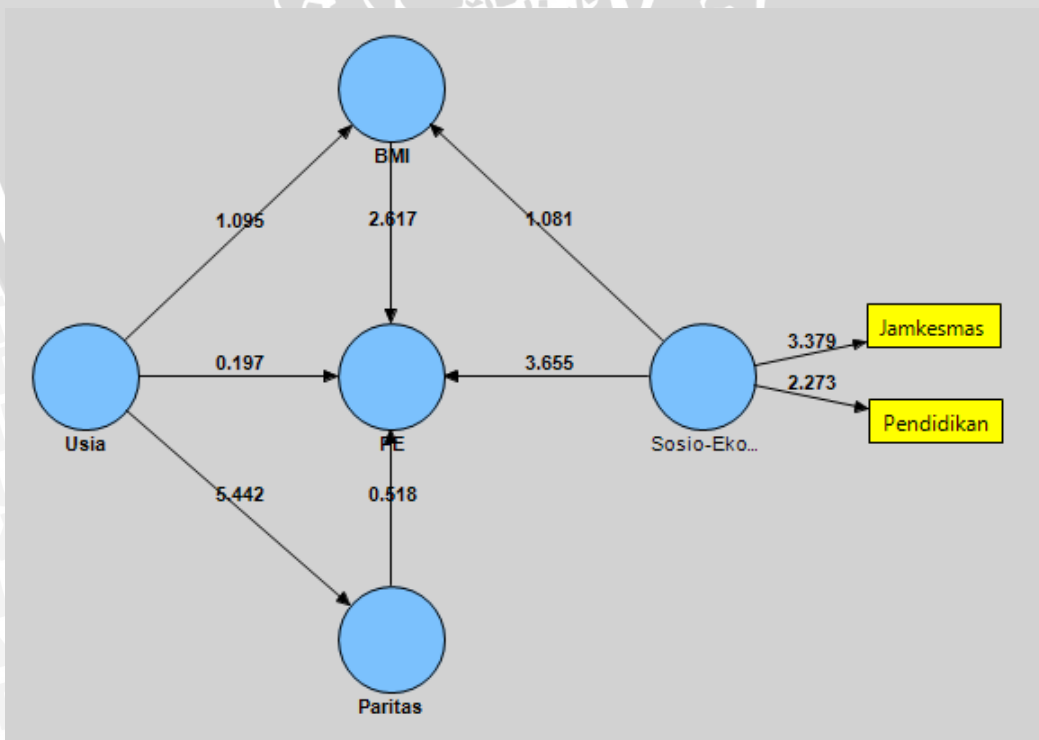 BMI
1.095
2.617
1.081
Jamkesmas
3.379
0.197
3.655
2.273
Pendidikan
Usia
PE
Sosio-Eko...
5.442
0.518
Paritas